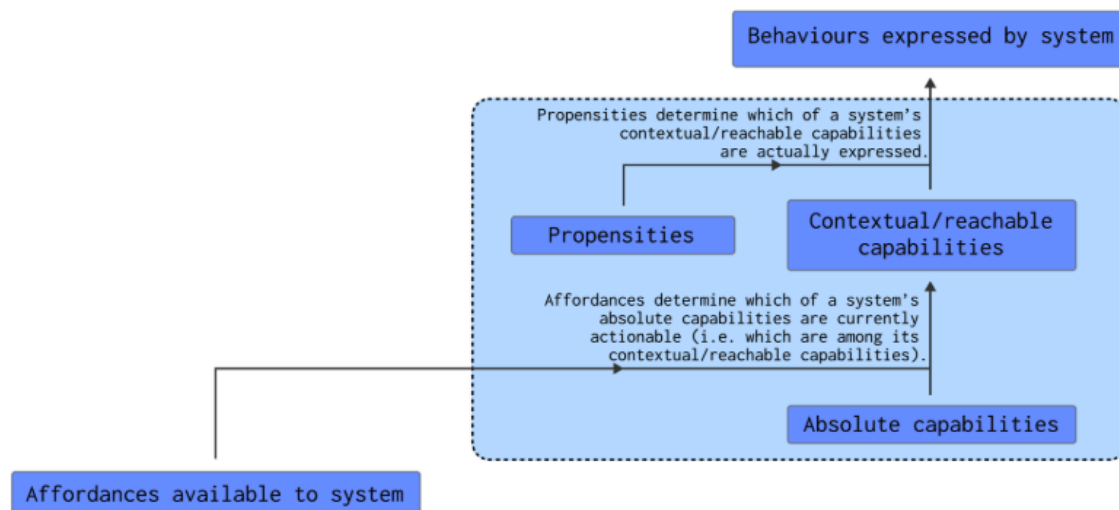 Behaviours expressed by system
Propensities determine which of a system's
contextual/reachable capabilities
are actually expressed.
Propensities
Contextual/reachable
capabilities
Affordances determine which of a system's
absolute capabilities are currently
actionable (i.e. which are among its
contextual/reachable capabilities).
Absolute capabilities
Affordances available to system